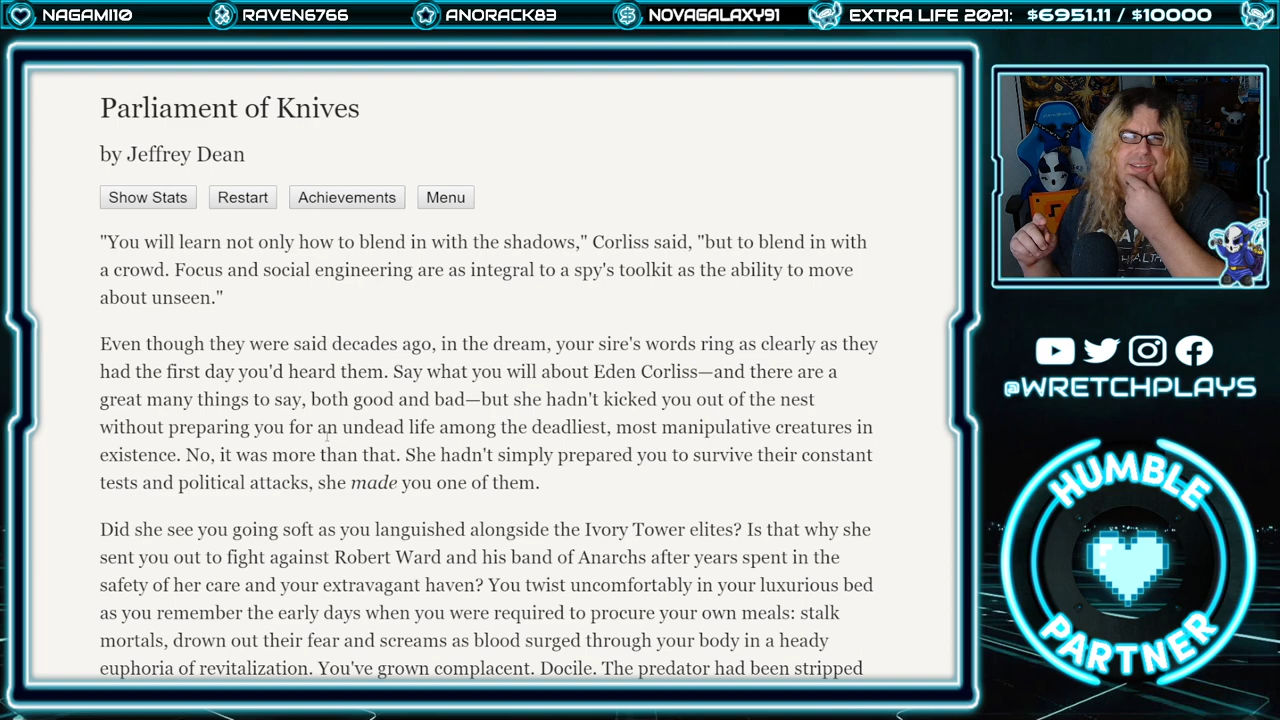 NAGAMI10 RAVEN6766 ANORACK83 NOVAGALAXY91 EXTRA LIFE 2021: $6951.11 / $10000
Parliament of Knives
by Jeffrey Dean
Show Stats Restart Achievements Menu
"You will learn not only how to blend in with the shadows," Corliss said, "but to blend in with
a crowd. Focus and social engineering are as integral to a spy's toolkit as the ability to move
about unseen."
Even though they were said decades ago, in the dream, your sire's words ring as clearly as they
had the first day you'd heard them. Say what you will about Eden Corliss—and there are a
great many things to say, both good and bad—but she hadn't kicked you out of the nest
without preparing you for an undead life among the deadliest, most manipulative creatures in
existence. No, it was more than that. She hadn't simply prepared you to survive their constant
tests and political attacks, she made you one of them.
Did she see you going soft as you languished alongside the Ivory Tower elites? Is that why she
sent you out to fight against Robert Ward and his band of Anarchs after years spent in the
safety of her care and your extravagant haven? You twist uncomfortably in your luxurious bed
as you remember the early days when you were required to procure your own meals: stalk
mortals, drown out their fear and screams as blood surged through your body in a heady
euphoria of revitalization. You've grown complacent. Docile. The predator had been stripped
@WRETCHPLAYS
HUMBLE
PARTNER